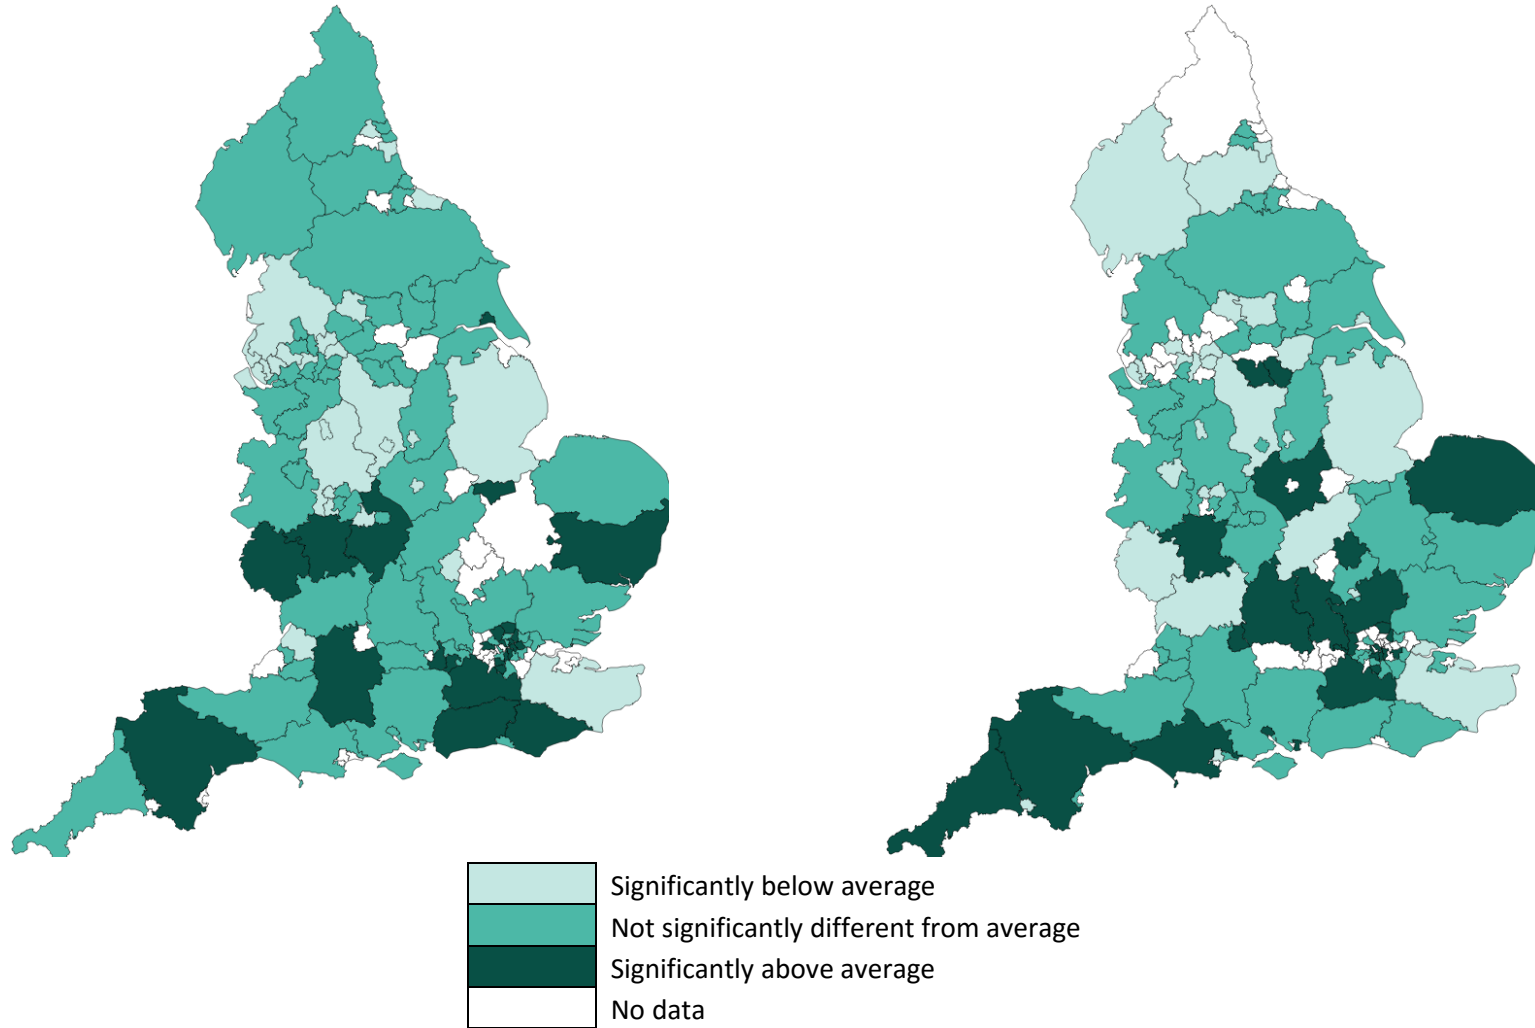 Significantly below average
Not significantly different from average
Significantly above average
No data